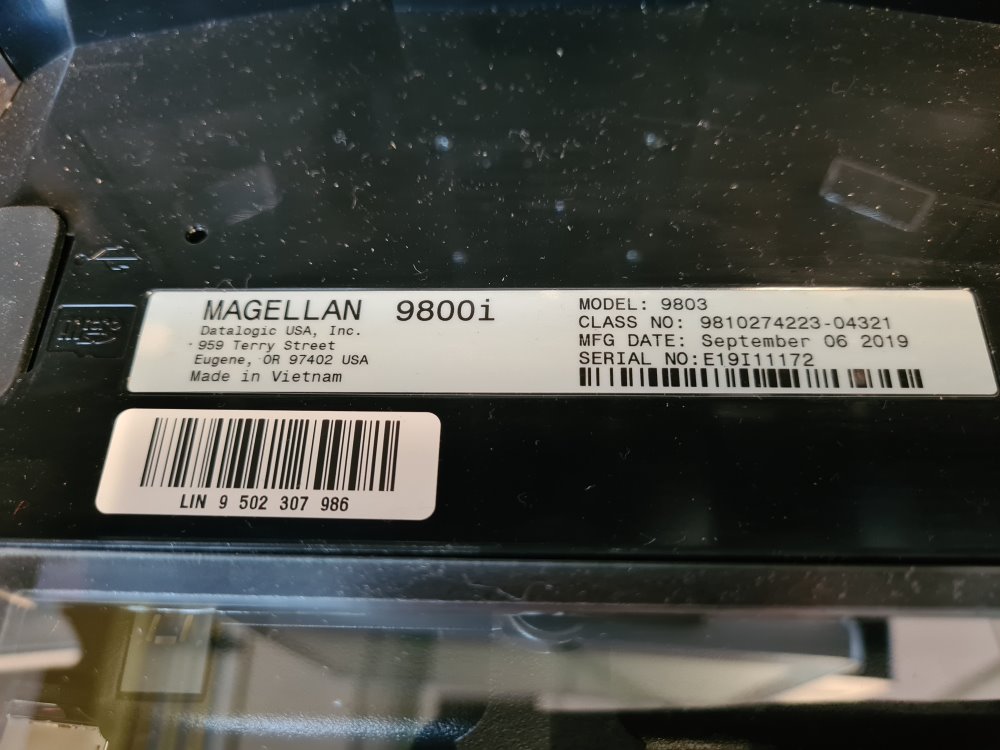 MAGELLAN 9800i
Datalogic USA, Inc.
959 Terry Street
Eugene, OR 97402 USA
Made in Vietnam
MODEL: 9803
CLASS NO: 9810274223-04321
MFG DATE: September 06 2019
SERIAL NO:E19I11172
micro
LIN 9 502 307 986